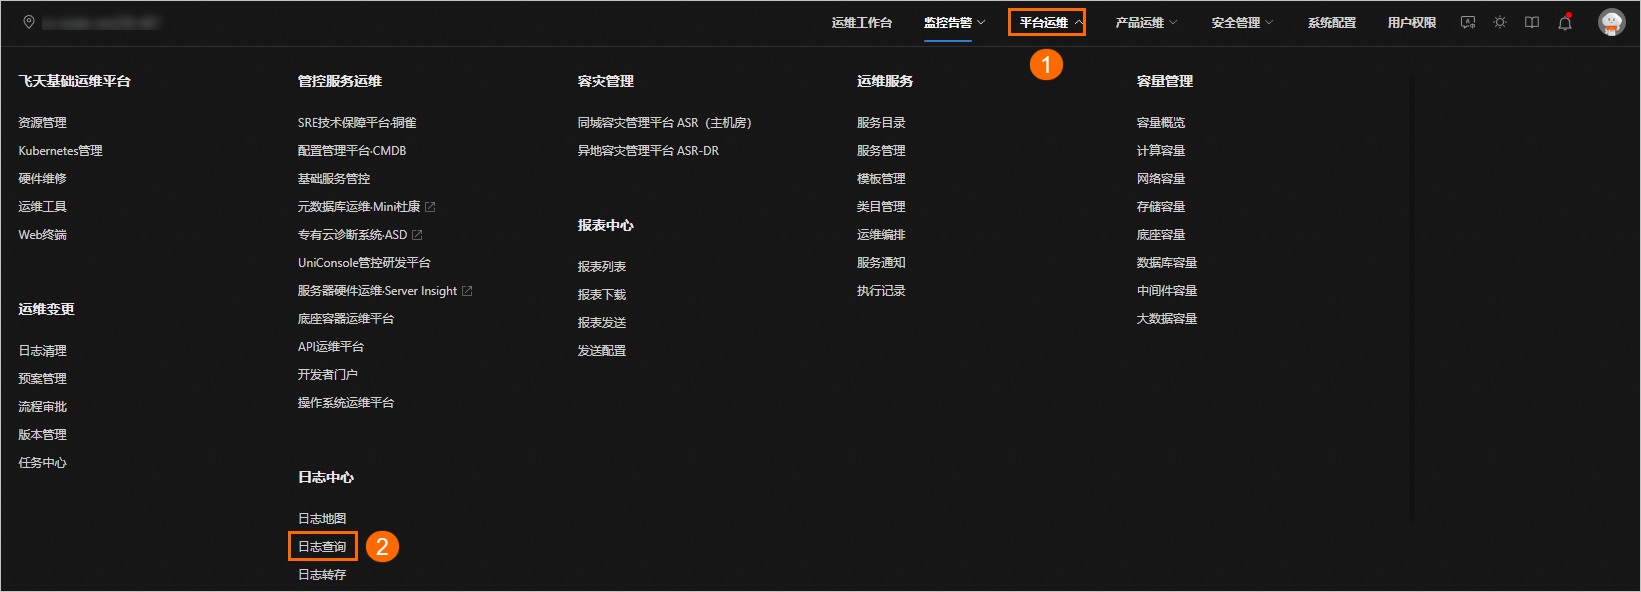 运维工作台 监控告警 平台运维 产品运维 安全管理 系统配置 用户权限
1
飞天基础运维平台
资源管理
Kubernetes管理
硬件维修
运维工具
Web终端
运维变更
日志清理
预案管理
流程审批
版本管理
任务中心
管控服务运维
SRE技术保障平台·铜雀
配置管理平台·CMDB
基础服务管控
元数据库运维·Mini杜康
专有云诊断系统·ASD
UniConsole管控研发平台
服务器硬件运维·Server Insight
底座容器运维平台
API运维平台
开发者门户
操作系统运维平台
日志中心
日志地图
日志查询 2
日志转存
容灾管理
同城容灾管理平台 ASR（主机房）
异地容灾管理平台 ASR-DR
报表中心
报表列表
报表下载
报表发送
发送配置
运维服务
服务目录
服务管理
模板管理
类目管理
运维编排
服务通知
执行记录
容量管理
容量概览
计算容量
网络容量
存储容量
底座容量
数据库容量
中间件容量
大数据容量